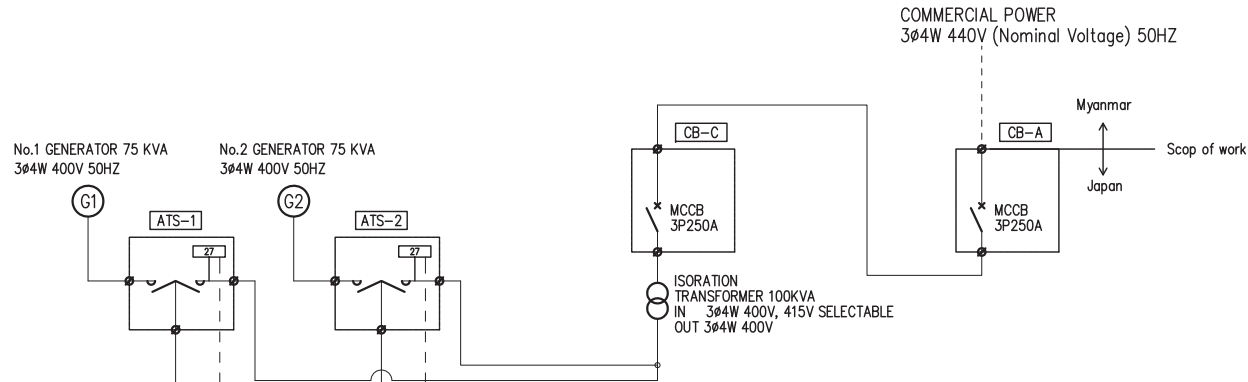 COMMERCIAL POWER
3ø4W 440V (Nominal Voltage) 50HZ
Myanmar
CB-C
CB-A
No.1 GENERATOR 75 KVA
3ø4W 400V 50HZ
No.2 GENERATOR 75 KVA
3ø4W 400V 50HZ
Scop of work
Japan
G1
G2
ATS-1
ATS-2
MCCB
3P250A
MCCB
3P250A
27
27
ISORATION
TRANSFORMER 100KVA
IN 3ø4W 400V, 415V SELECTABLE
OUT 3ø4W 400V